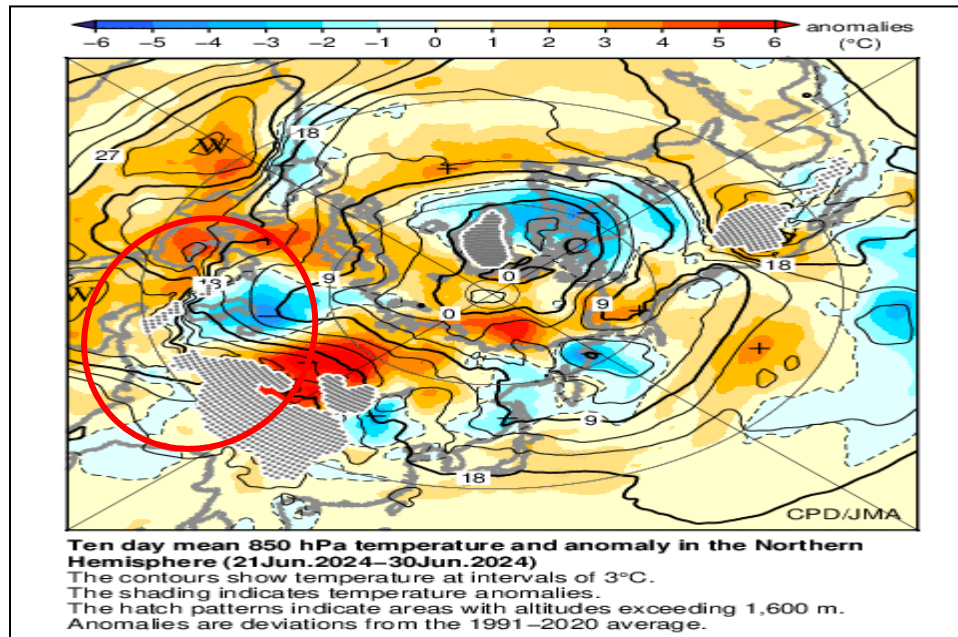 −6 −5 −4 −3 −2 −1 0 1 2 3 4 5 6 anomalies
(°C)
18
27
W
18
W
9
C
0
0
9
18
9
18
CPD/JMA
Ten day mean 850 hPa temperature and anomaly in the Northern
Hemisphere (21Jun.2024−30Jun.2024)
The contours show temperature at intervals of 3°C.
The shading indicates temperature anomalies.
The hatch patterns indicate areas with altitudes exceeding 1,600 m.
Anomalies are deviations from the 1991−2020 average.